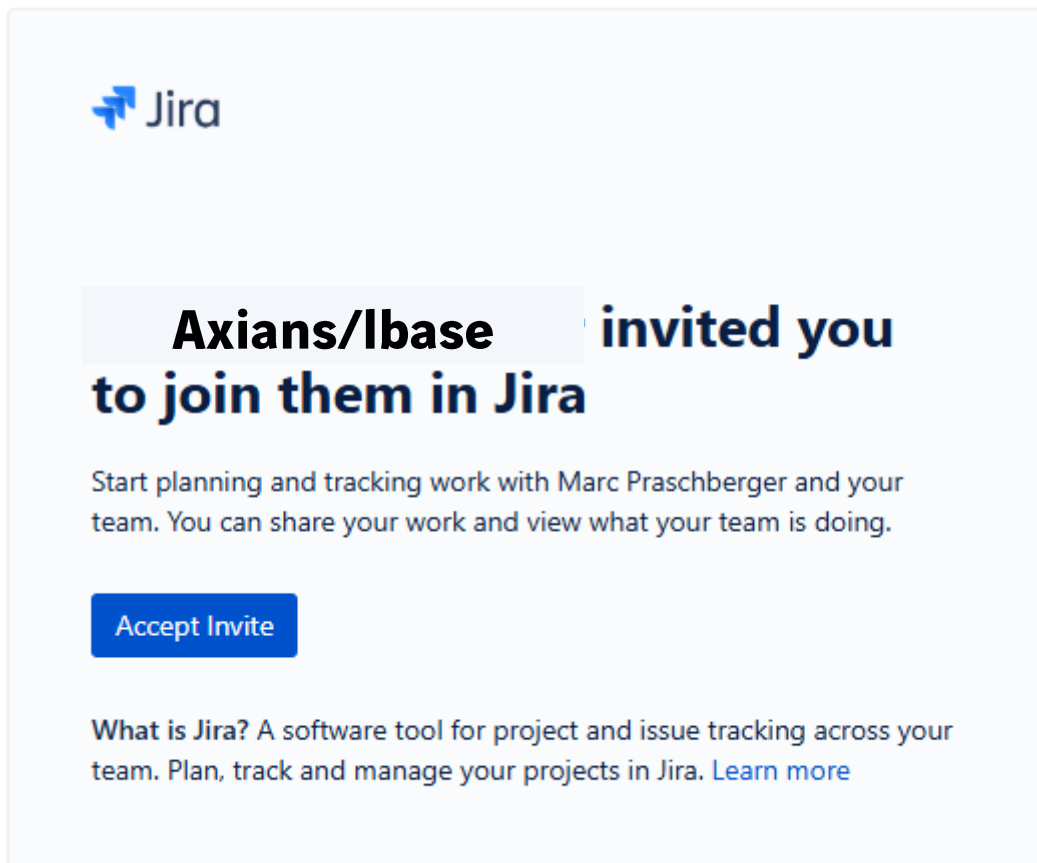 Jira
Axians/Ibase invited you
to join them in Jira
Start planning and tracking work with Marc Praschberger and your
team. You can share your work and view what your team is doing.
Accept Invite
What is Jira? A software tool for project and issue tracking across your
team. Plan, track and manage your projects in Jira. Learn more